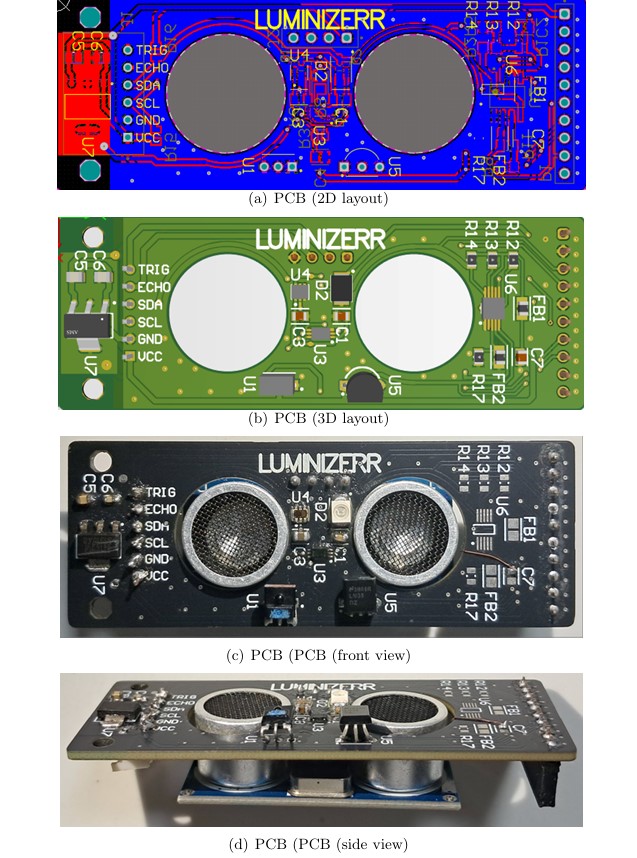 LUMINIZERR
R14 R13 R12
C5 C6
TRIG
ECHO
SDA
SCL
GND
VCC
U7
U4
D2
U3
U1
U5
U6
FB1
C7
R17
FB2
(a) PCB (2D layout)
LUMINIZERR
R14 R13 R12
C5 C6
TRIG
ECHO
SDA
SCL
GND
VCC
U7
U4
D2
C3
C1
U3
U1
U5
U6
FB1
C7
R17
FB2
(b) PCB (3D layout)
LUMINIZERR
R14 R13 R12
C5 C6
TRIG
ECHO
SDA
SCL
GND
VCC
U7
U4
D2
C3
C1
U3
U1
U5
U6
FB1
C7
R17
FB2
(c) PCB (PCB (front view)
LUMINIZERR
TRIG
ECHO
SDA
SCL
GND
VCC
U1
FB2
R17
(d) PCB (PCB (side view)